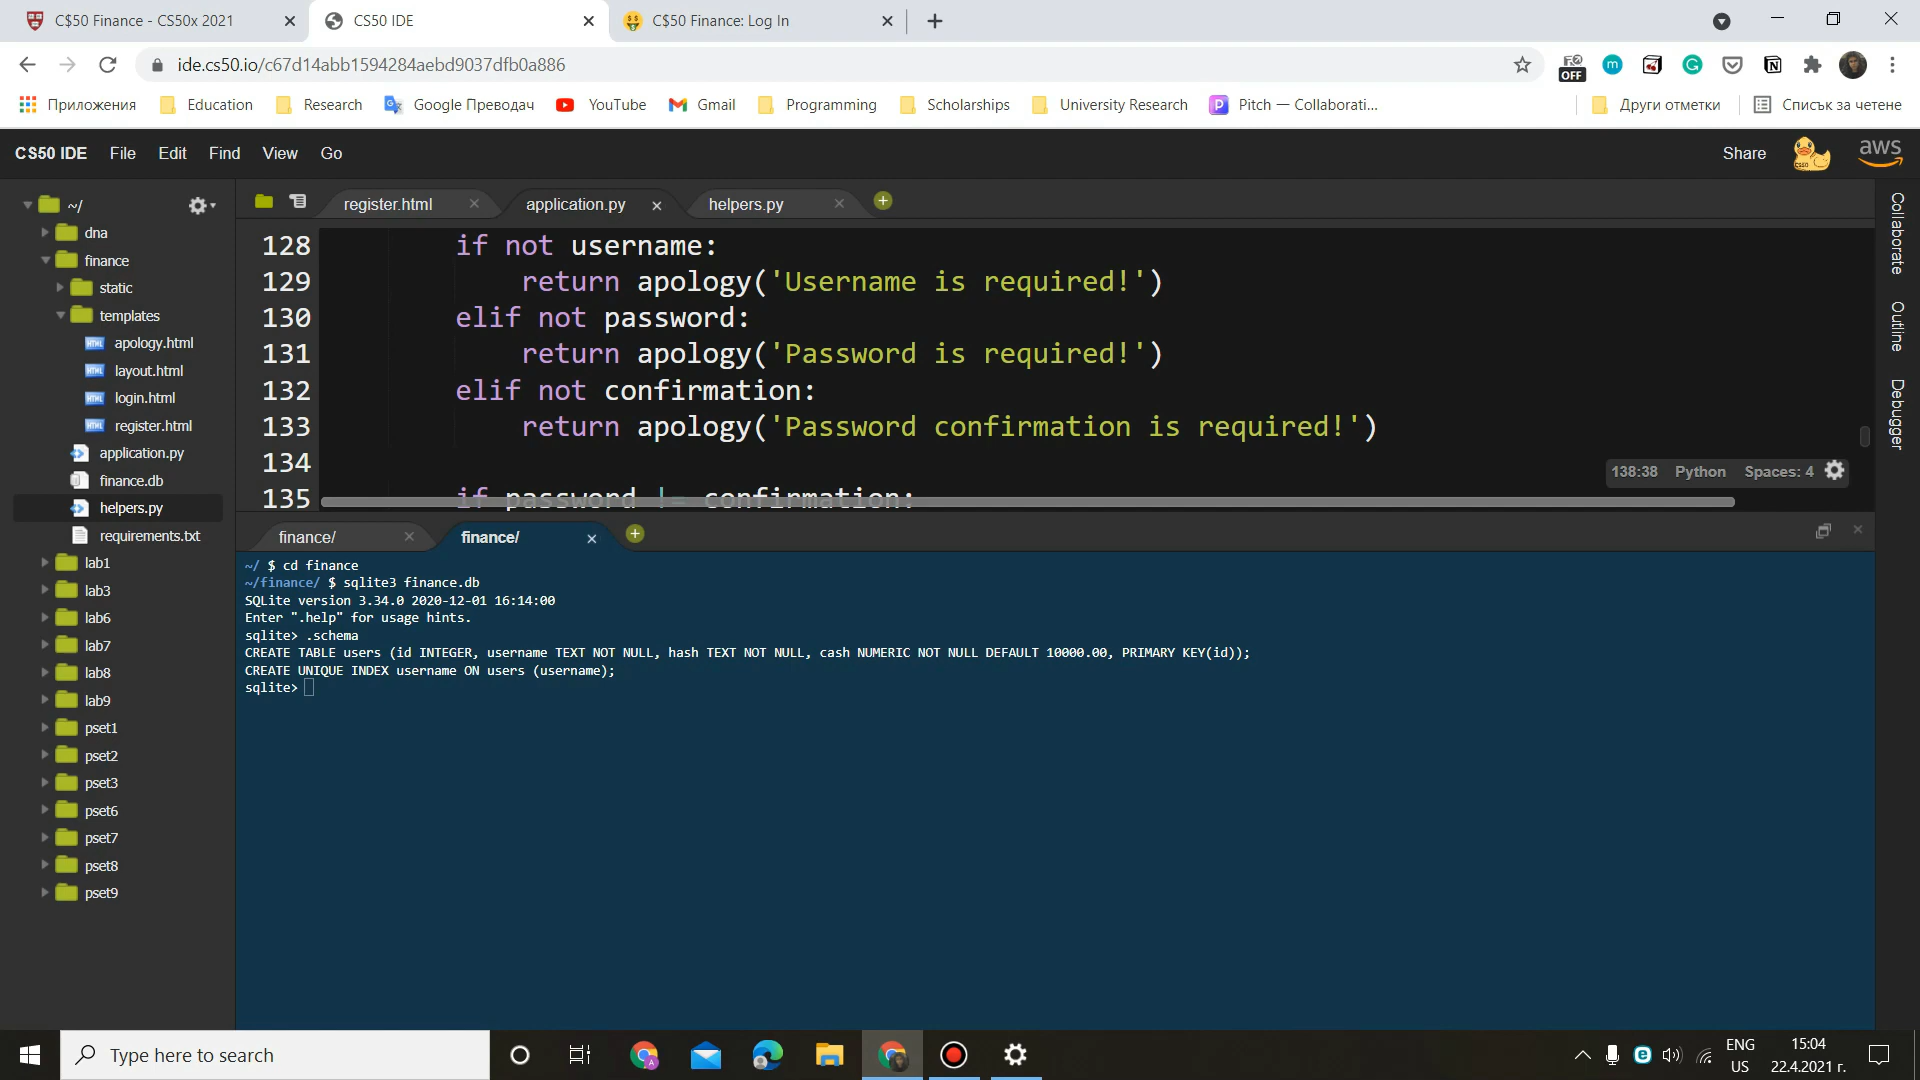 C$50 Finance - CS50x 2021
CS50 IDE
C$50 Finance: Log In
ide.cs50.io/c67d14abb1594284aebd9037dfb0a886
OFF
Приложения
Education
Research
Google Преводач
YouTube
Gmail
Programming
Scholarships
University Research
Pitch — Collaborati...
Други отметки
Списък за четене
CS50 IDE File Edit Find View Go
Share
aws
~/
dna
finance
static
templates
apology.html
layout.html
login.html
register.html
application.py
finance.db
helpers.py
requirements.txt
lab1
lab3
lab6
lab7
lab8
lab9
pset1
pset2
pset3
pset6
pset7
pset8
pset9
register.html
application.py
helpers.py
128 if not username:
129 return apology('Username is required!')
130 elif not password:
131 return apology('Password is required!')
132 elif not confirmation:
133 return apology('Password confirmation is required!')
134
135 if password != confirmation:
138:38 Python Spaces: 4
Collaborate
Outline
Debugger
finance/
finance/
~/ $ cd finance
~/finance/ $ sqlite3 finance.db
SQLite version 3.34.0 2020-12-01 16:14:00
Enter ".help" for usage hints.
sqlite> .schema
CREATE TABLE users (id INTEGER, username TEXT NOT NULL, hash TEXT NOT NULL, cash NUMERIC NOT NULL DEFAULT 10000.00, PRIMARY KEY(id));
CREATE UNIQUE INDEX username ON users (username);
sqlite>
Type here to search
ENG
US
15:04
22.4.2021 г.